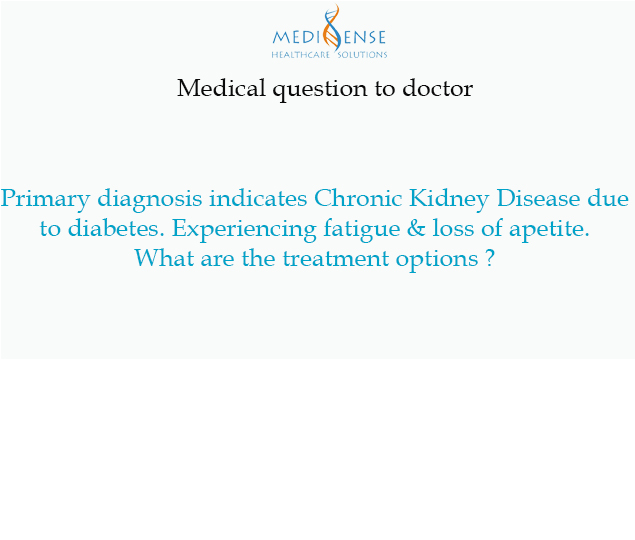 MEDISENSE
HEALTHCARE SOLUTIONS
Medical question to doctor
Primary diagnosis indicates Chronic Kidney Disease due
to diabetes. Experiencing fatigue & loss of apetite.
What are the treatment options ?